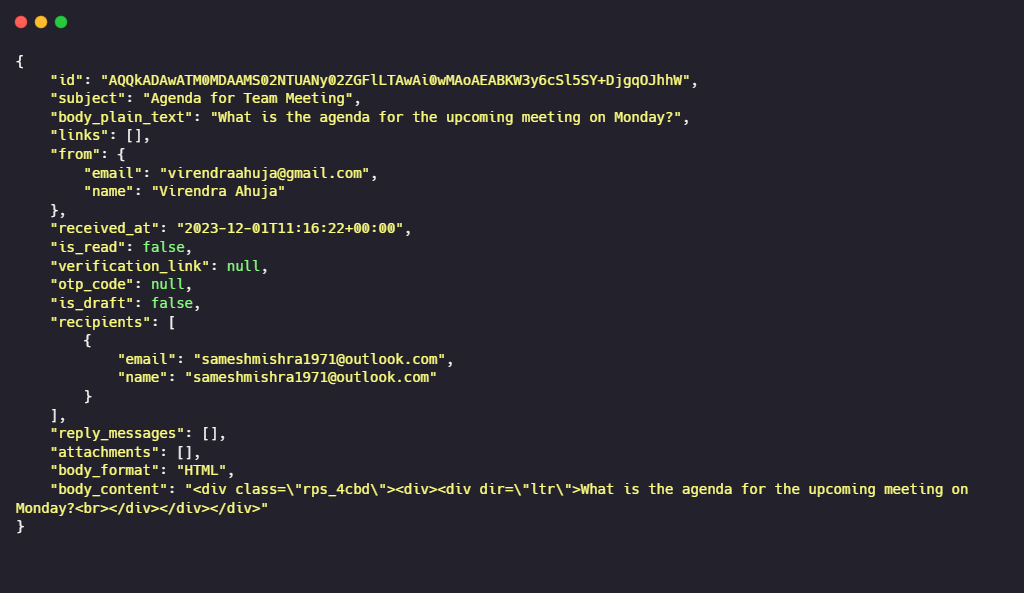 {
    "id": "AQQkADAwATM0MDAAMS02NTUANy02ZGFlLTAwAi0wMAoAEABKW3y6cSl5SY+DjgqOJhhW",
    "subject": "Agenda for Team Meeting",
    "body_plain_text": "What is the agenda for the upcoming meeting on Monday?",
    "links": [],
    "from": {
        "email": "virendraahuja@gmail.com",
        "name": "Virendra Ahuja"
    },
    "received_at": "2023-12-01T11:16:22+00:00",
    "is_read": false,
    "verification_link": null,
    "otp_code": null,
    "is_draft": false,
    "recipients": [
        {
            "email": "sameshmishra1971@outlook.com",
            "name": "sameshmishra1971@outlook.com"
        }
    ],
    "reply_messages": [],
    "attachments": [],
    "body_format": "HTML",
    "body_content": "<div class=\"rps_4cbd\"><div><div dir=\"ltr\">What is the agenda for the upcoming meeting on
Monday?<br></div></div></div>"
}